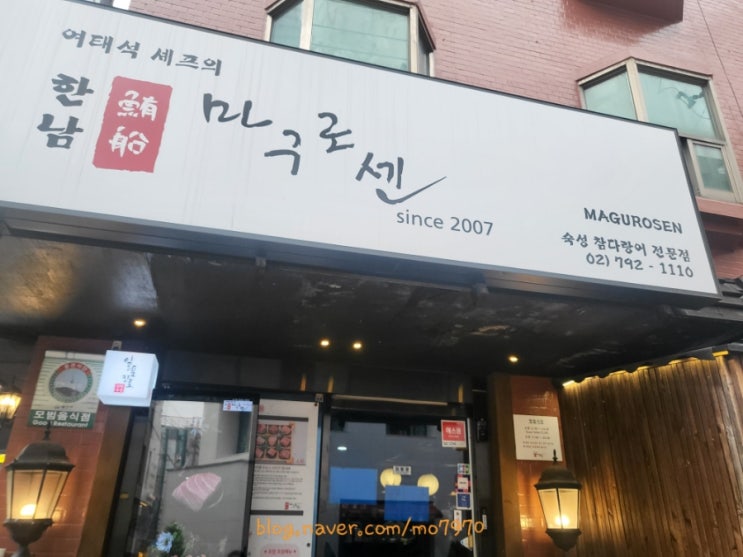 여태석 셰프의
한남
鮪船
마구로센
since 2007
MAGUROSEN
숙성 참다랑어 전문점
02) 792 - 1110
모범음식점
Good Restaurant
blog.naver.com/mo7970